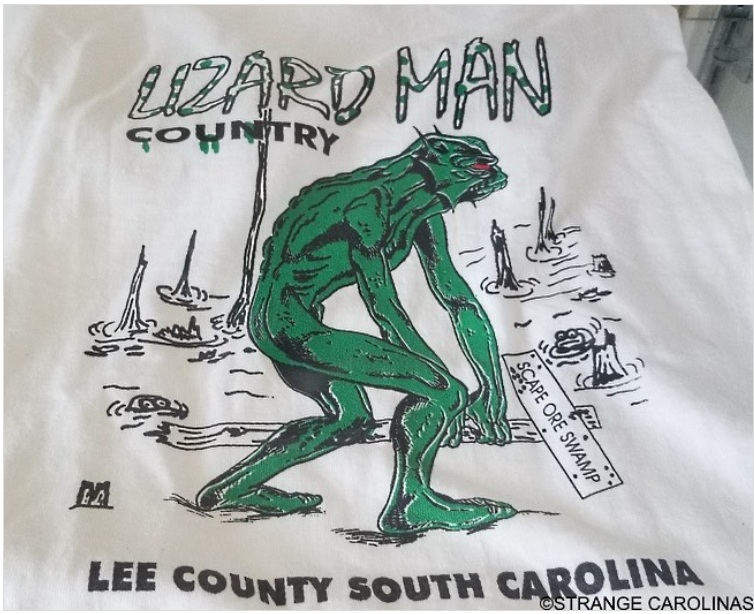 LIZARD MAN
COUNTRY
SCAPE ORE SWAMP
LEE COUNTY SOUTH CAROLINA
©STRANGE CAROLINAS